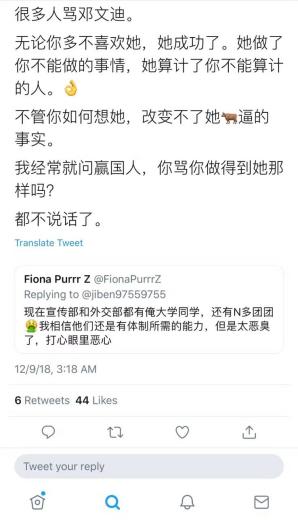 很多人骂邓文迪。
无论你多不喜欢她，她成功了。她做了
你不能做的事情，她算计了你不能算计
的人。👌
不管你如何想她，改变不了她🐂逼的
事实。
我经常就问赢国人，你骂你做得到她那
样吗？
都不说话了。
Translate Tweet
Fiona Purrr Z @FionaPurrrZ
Replying to @jiben97559755
现在宣传部和外交部都有俺大学同学，还有N多团团
🤮我相信他们还是有体制所需的能力，但是太恶臭
了，打心眼里恶心
12/9/18, 3:18 AM
6 Retweets 44 Likes
Tweet your reply